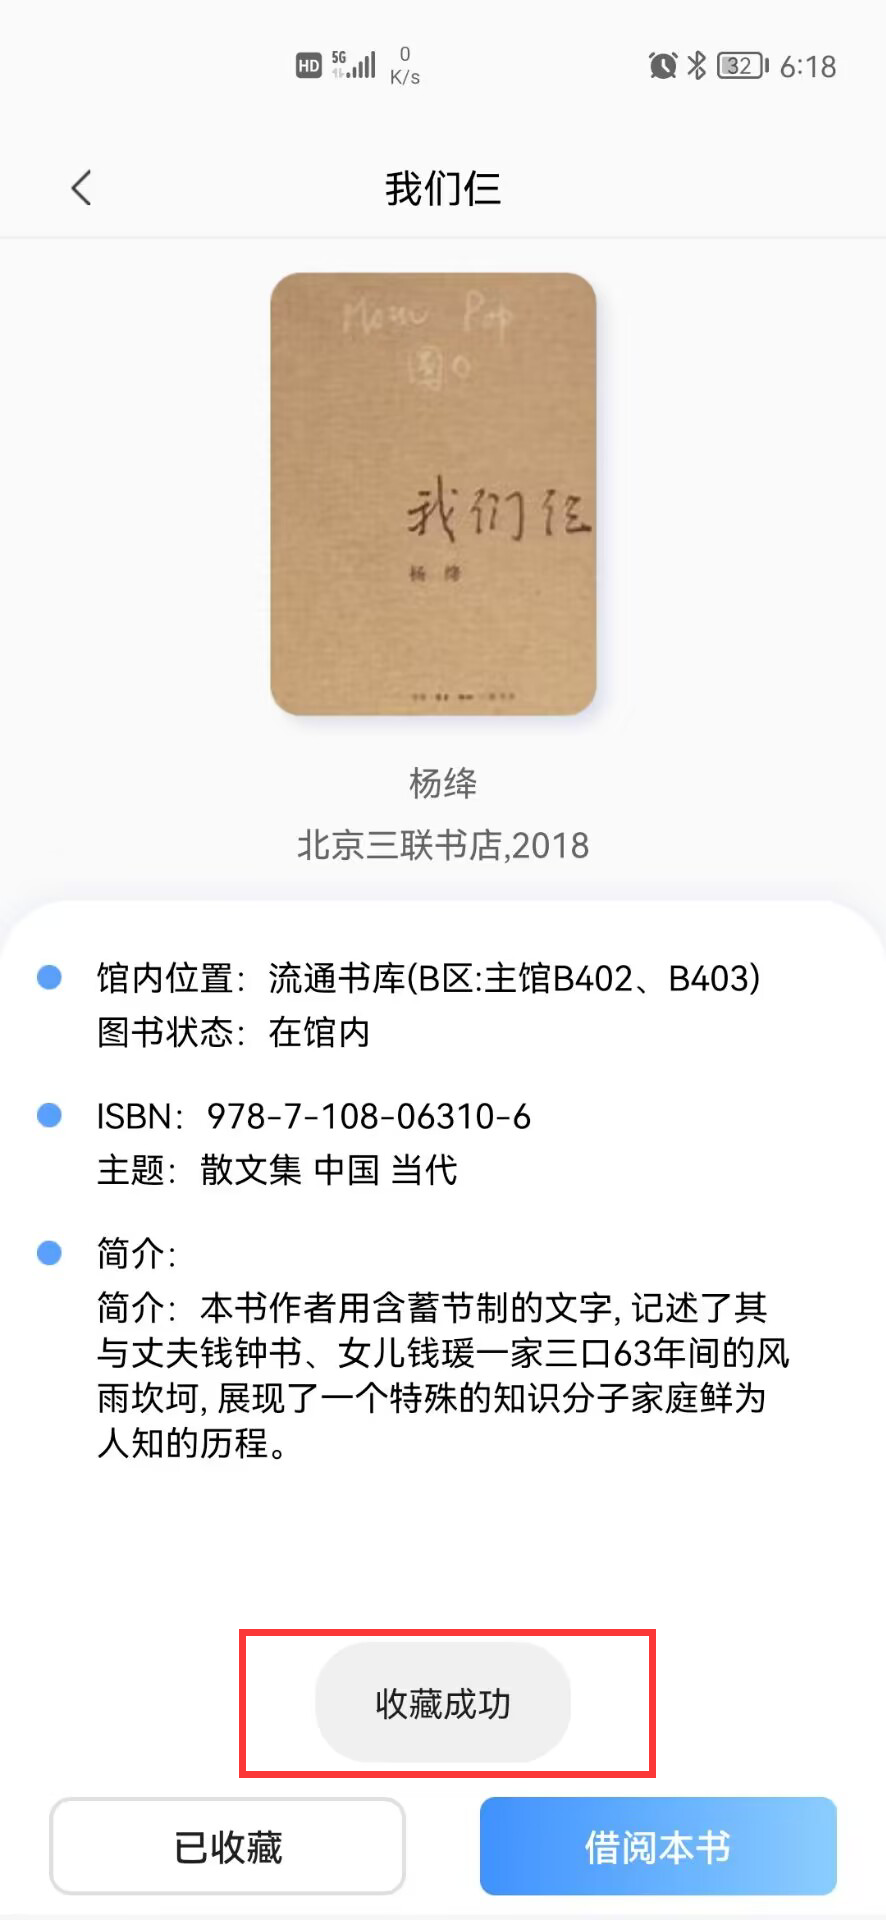 HD 5G 0 K/s 32 6:18
我们仨
我们仨
杨 绛
杨绛
北京三联书店,2018
馆内位置：流通书库(B区:主馆B402、B403)
图书状态：在馆内
ISBN：978-7-108-06310-6
主题：散文集 中国 当代
简介：
简介：本书作者用含蓄节制的文字, 记述了其
与丈夫钱钟书、女儿钱瑗一家三口63年间的风
雨坎坷, 展现了一个特殊的知识分子家庭鲜为
人知的历程。
收藏成功
已收藏
借阅本书